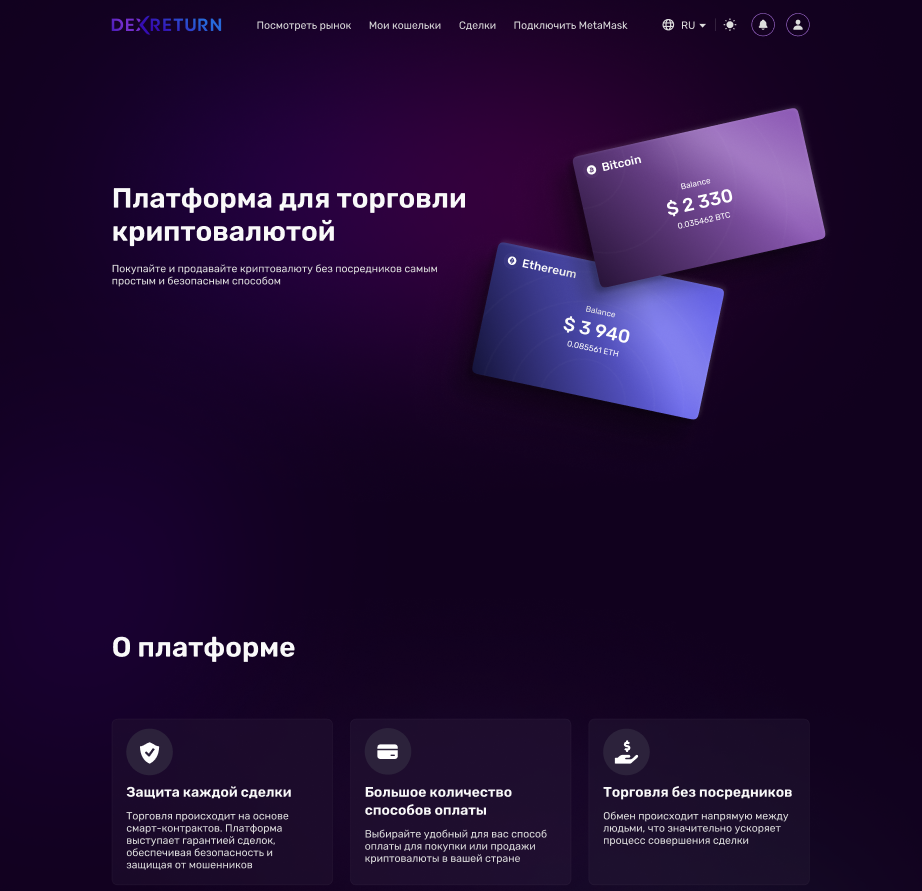 DEXRETURN
Посмотреть рынок
Мои кошельки
Сделки
Подключить MetaMask
RU
Платформа для торговли
криптовалютой
Покупайте и продавайте криптовалюту без посредников самым
простым и безопасным способом
Bitcoin
Balance
$ 2 330
0.035462 BTC
Ethereum
Balance
$ 3 940
0.085561 ETH
О платформе
Защита каждой сделки
Торговля происходит на основе
смарт-контрактов. Платформа
выступает гарантией сделок,
обеспечивая безопасность и
защищая от мошенников
Большое количество
способов оплаты
Выбирайте удобный для вас способ
оплаты для покупки или продажи
криптовалюты в вашей стране
$
Торговля без посредников
Обмен происходит напрямую между
людьми, что значительно ускоряет
процесс совершения сделки